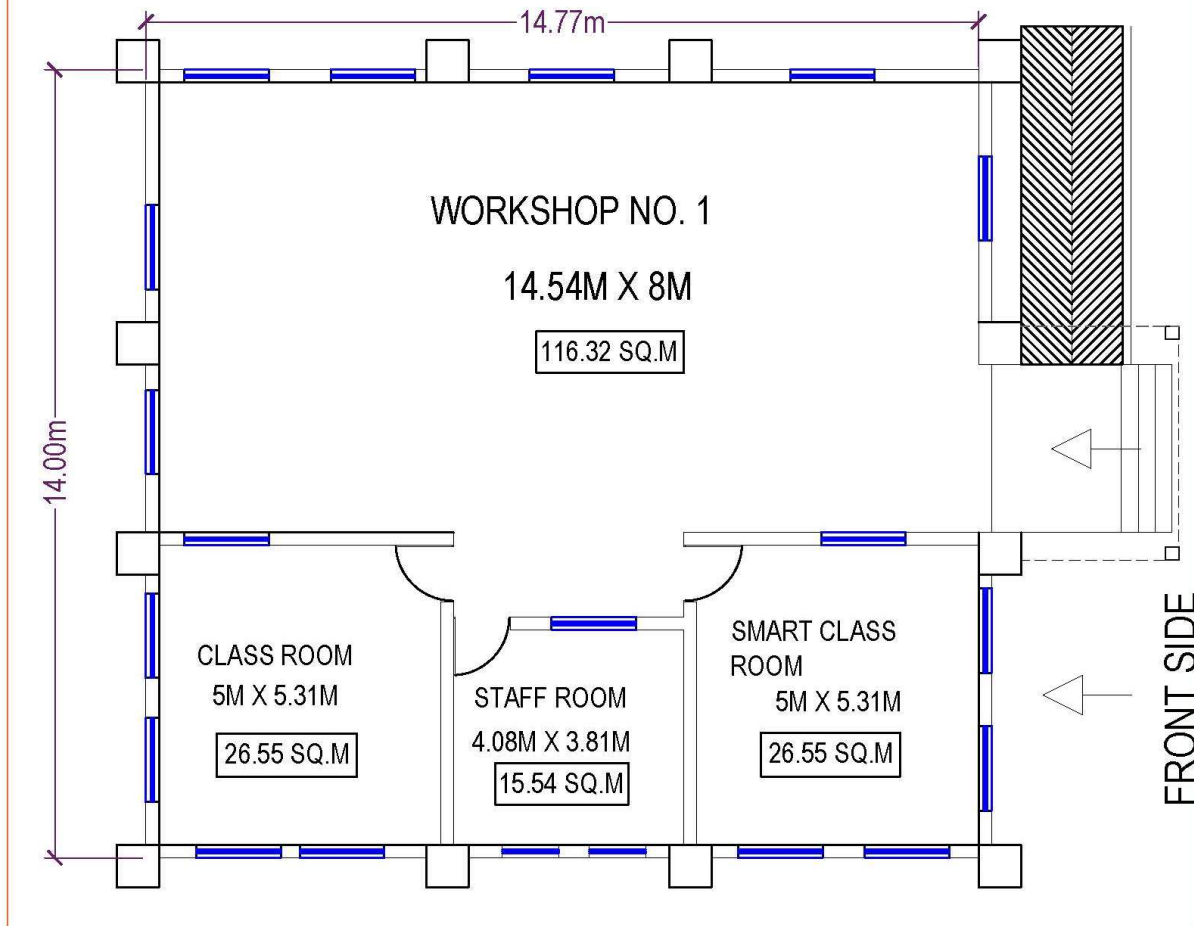 14.77m
14.00m
WORKSHOP NO. 1
14.54M X 8M
116.32 SQ.M
CLASS ROOM
5M X 5.31M
26.55 SQ.M
STAFF ROOM
4.08M X 3.81M
15.54 SQ.M
SMART CLASS
ROOM
5M X 5.31M
26.55 SQ.M
FRONT SIDE